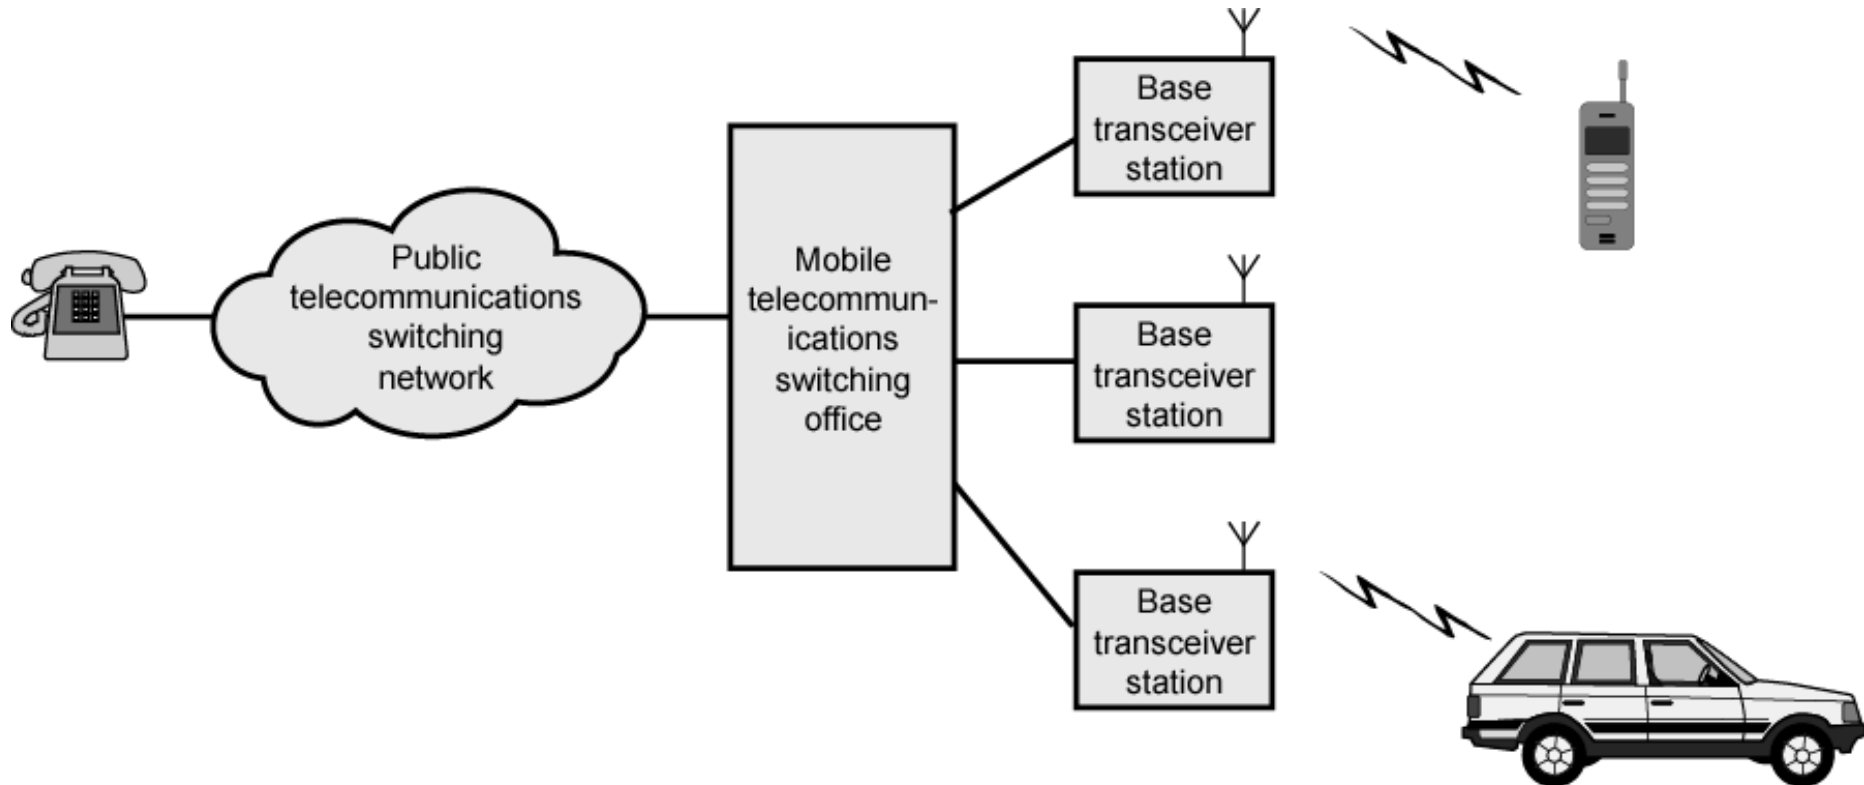 Public
telecommunications
switching
network
Mobile
telecommun-
ications
switching
office
Base
transceiver
station
Base
transceiver
station
Base
transceiver
station